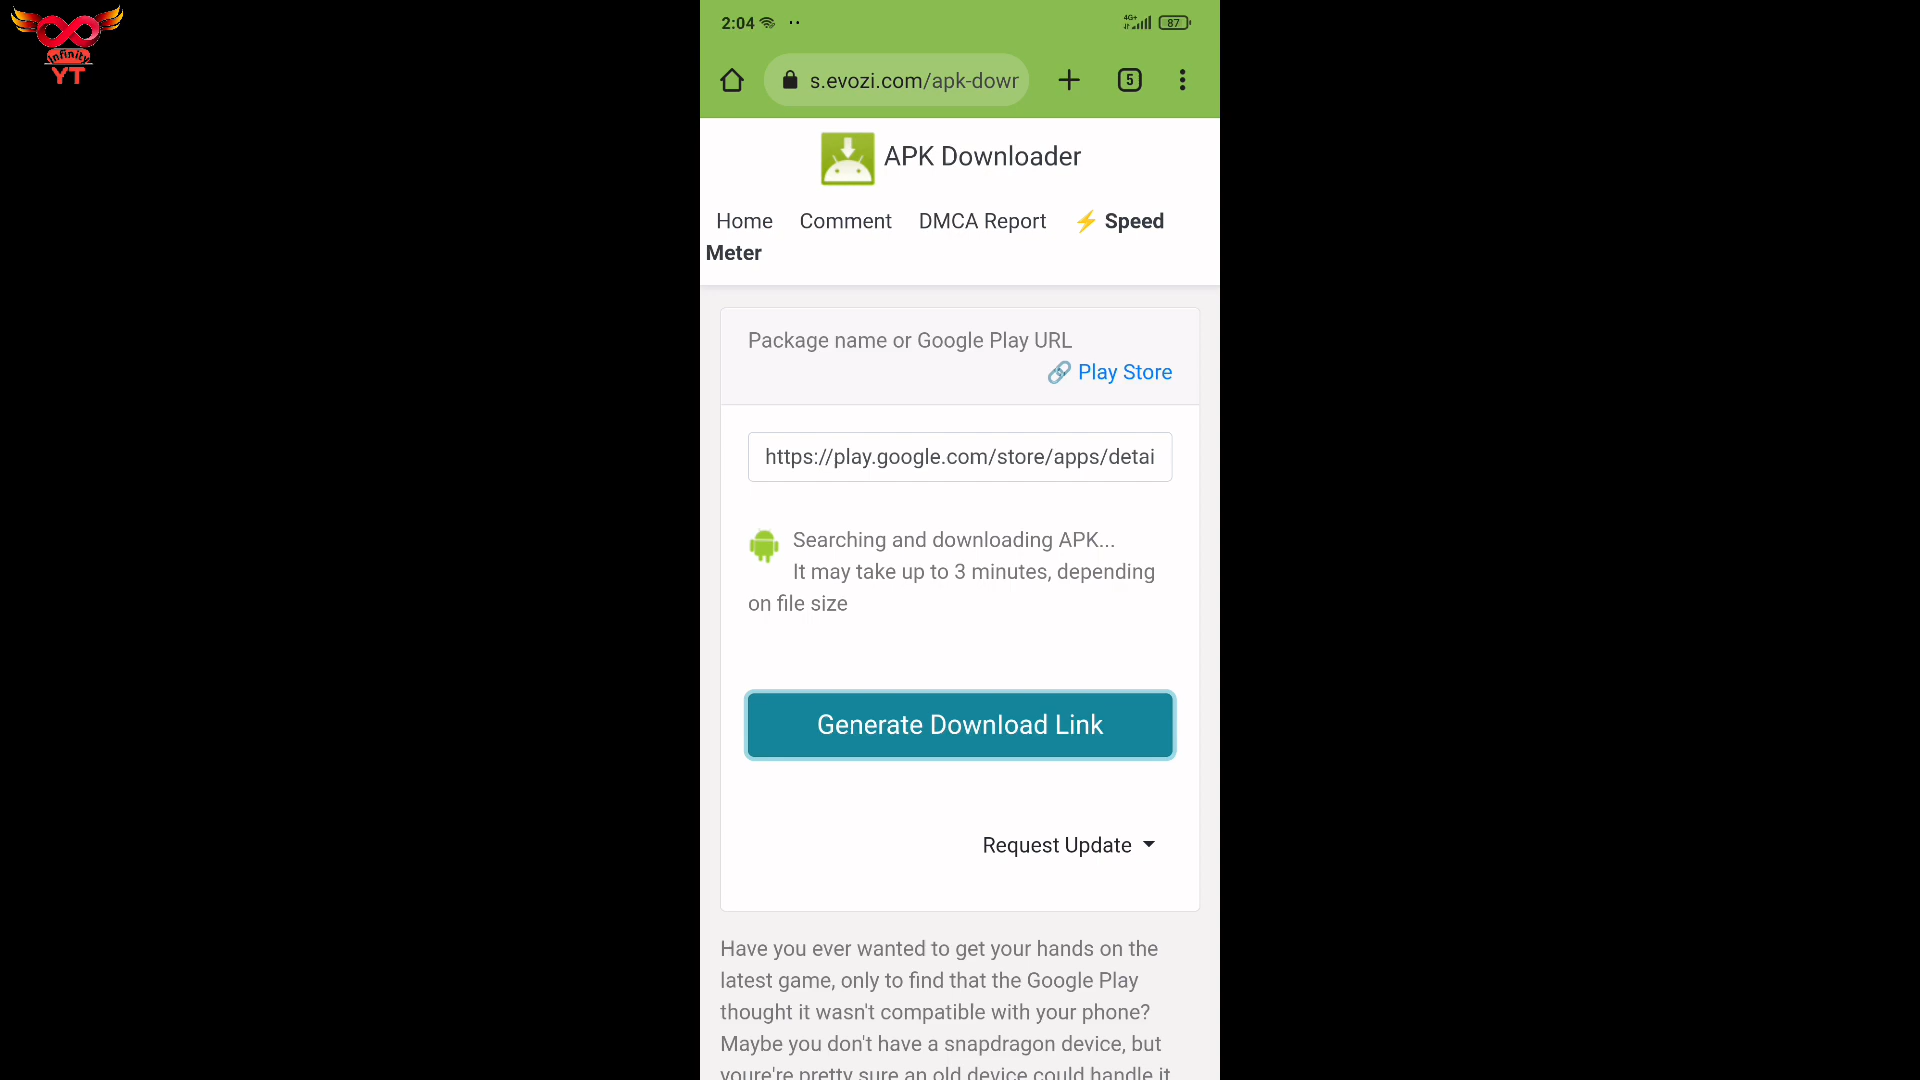 Infinity
YT
2:04
4G+
87
s.evozi.com/apk-dowr
5
APK Downloader
Home Comment DMCA Report ⚡ Speed
Meter
Package name or Google Play URL
🔗 Play Store
https://play.google.com/store/apps/detai
Searching and downloading APK...
It may take up to 3 minutes, depending
on file size
Generate Download Link
Request Update
Have you ever wanted to get your hands on the
latest game, only to find that the Google Play
thought it wasn't compatible with your phone?
Maybe you don't have a snapdragon device, but
youre're pretty sure an old device could handle it